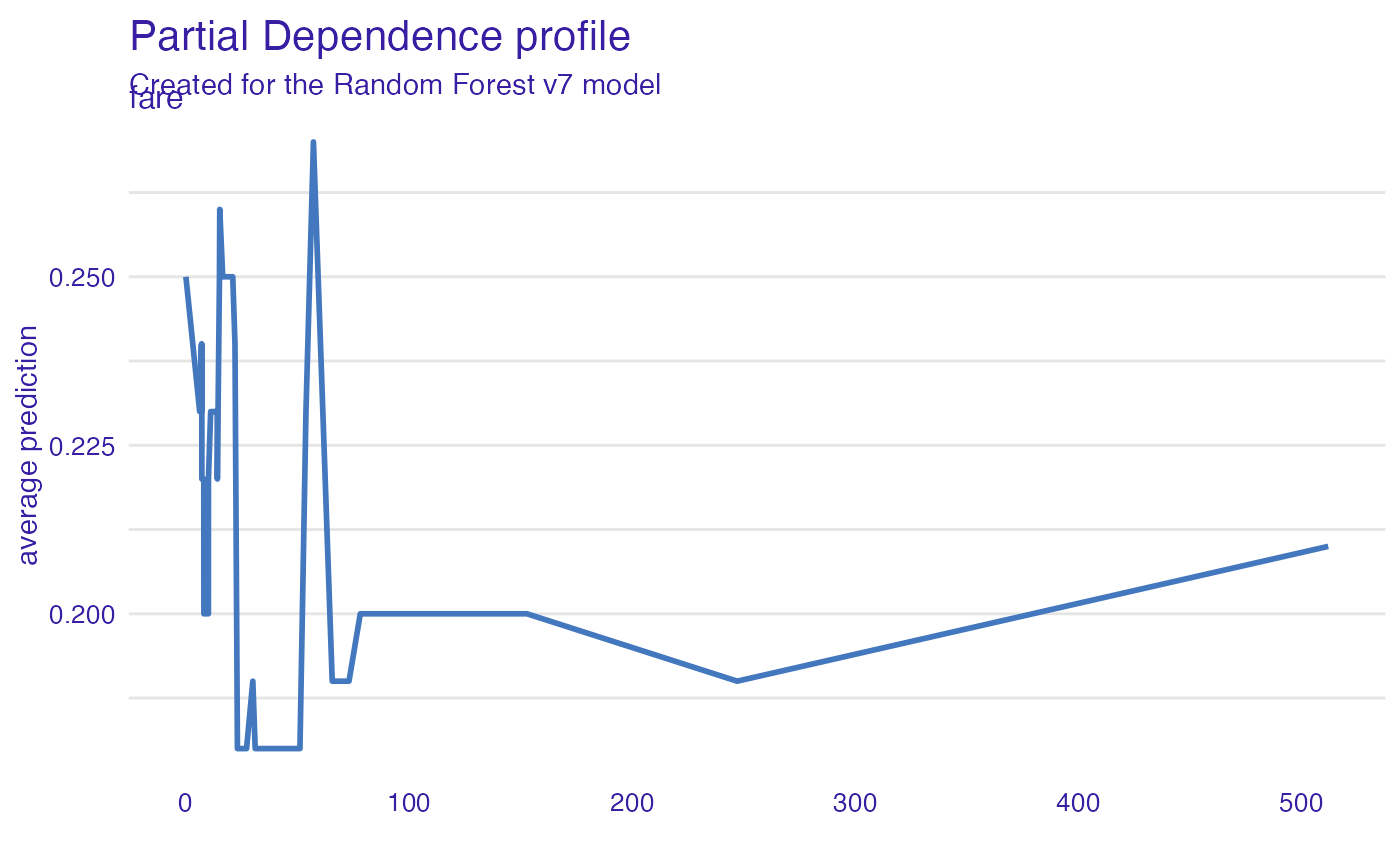 Partial Dependence profile
Created for the Random Forest v7 model
fare
average prediction
0.250
0.225
0.200
0 100 200 300 400 500